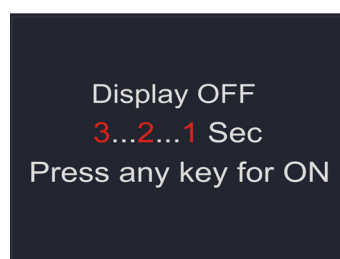 Display OFF
3...2...1 Sec
Press any key for ON